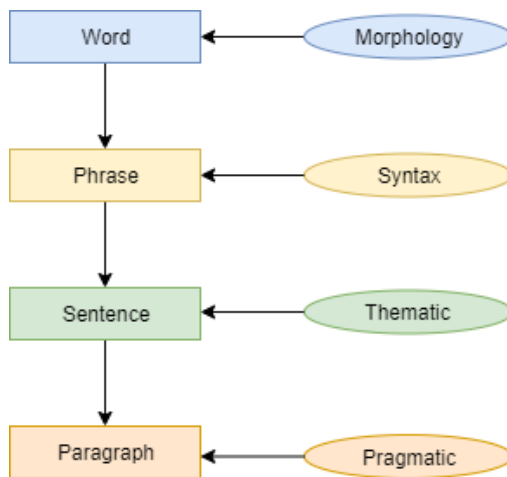 Word
Morphology
Phrase
Syntax
Sentence
Thematic
Paragraph
Pragmatic